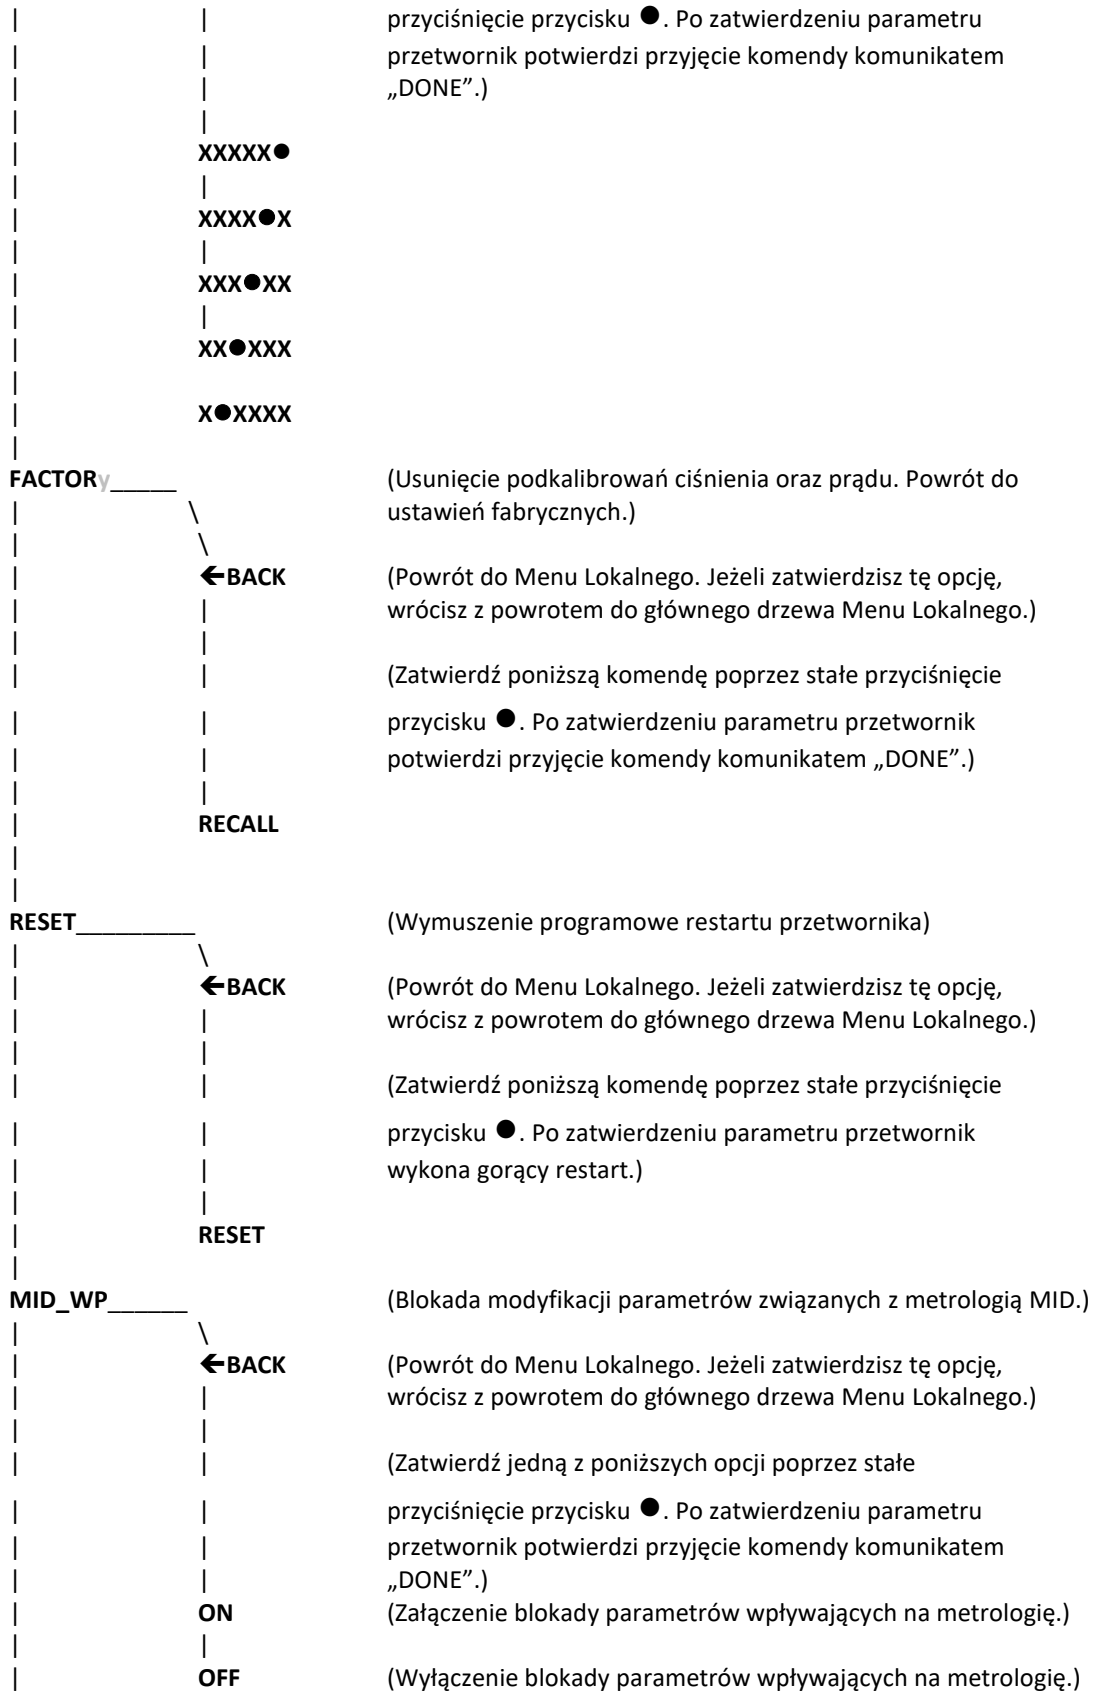 | | przyciśnięcie przycisku ●. Po zatwierdzeniu parametru
| | przetwornik potwierdzi przyjęcie komendy komunikatem
| | „DONE”.)
| |
| XXXXX●
| |
| XXXX●X
| |
| XXX●XX
| |
| XX●XXX
|
| X●XXXX
|
FACTORy_____ (Usunięcie podkalibrowań ciśnienia oraz prądu. Powrót do
| \ ustawień fabrycznych.)
| \
| ←BACK (Powrót do Menu Lokalnego. Jeżeli zatwierdzisz tę opcję,
| | wrócisz z powrotem do głównego drzewa Menu Lokalnego.)
| |
| | (Zatwierdź poniższą komendę poprzez stałe przyciśnięcie
| | przycisku ●. Po zatwierdzeniu parametru przetwornik
| | potwierdzi przyjęcie komendy komunikatem „DONE”.)
| |
| RECALL
|
|
RESET_________ (Wymuszenie programowe restartu przetwornika)
| \
| ←BACK (Powrót do Menu Lokalnego. Jeżeli zatwierdzisz tę opcję,
| | wrócisz z powrotem do głównego drzewa Menu Lokalnego.)
| |
| | (Zatwierdź poniższą komendę poprzez stałe przyciśnięcie
| | przycisku ●. Po zatwierdzeniu parametru przetwornik
| | wykona gorący restart.)
| |
| RESET
|
MID_WP______ (Blokada modyfikacji parametrów związanych z metrologią MID.)
| \
| ←BACK (Powrót do Menu Lokalnego. Jeżeli zatwierdzisz tę opcję,
| | wrócisz z powrotem do głównego drzewa Menu Lokalnego.)
| |
| | (Zatwierdź jedną z poniższych opcji poprzez stałe
| | przyciśnięcie przycisku ●. Po zatwierdzeniu parametru
| | przetwornik potwierdzi przyjęcie komendy komunikatem
| | „DONE”.)
| ON (Załączenie blokady parametrów wpływających na metrologię.)
| |
| OFF (Wyłączenie blokady parametrów wpływających na metrologię.)